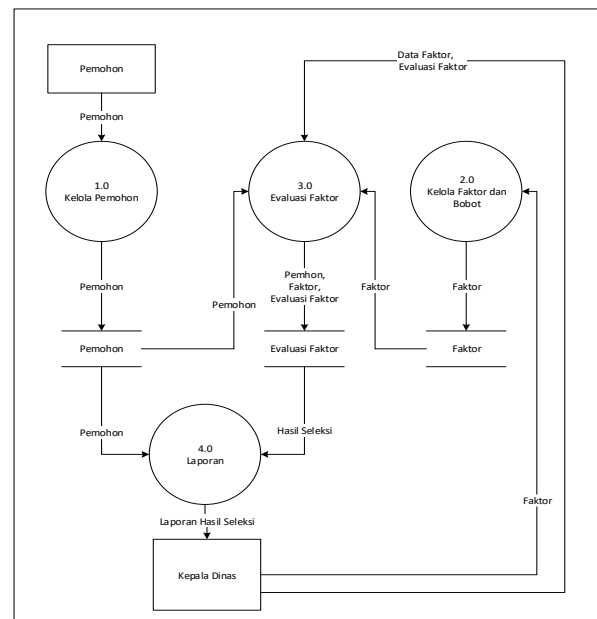 Pemohon
Data Faktor,
Evaluasi Faktor
Pemohon
1.0
Kelola Pemohon
3.0
Evaluasi Faktor
2.0
Kelola Faktor dan
Bobot
Pemohon
Pemohon
Pemhon,
Faktor,
Evaluasi Faktor
Faktor
Faktor
Pemohon
Evaluasi Faktor
Faktor
Pemohon
Hasil Seleksi
4.0
Laporan
Faktor
Laporan Hasil Seleksi
Kepala Dinas